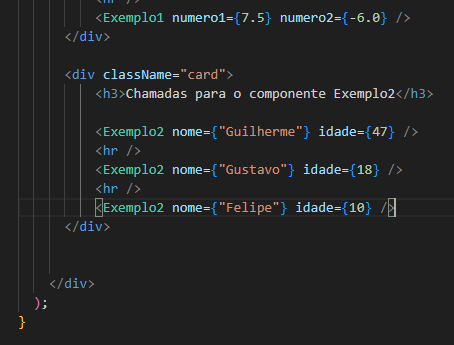 <hr />
<Exemplo1 numero1={7.5} numero2={-6.0} />
</div>
<div className="card">
<h3>Chamadas para o componente Exemplo2</h3>
<Exemplo2 nome={"Guilherme"} idade={47} />
<hr />
<Exemplo2 nome={"Gustavo"} idade={18} />
<hr />
<Exemplo2 nome={"Felipe"} idade={10} />
</div>
</div>
);
}